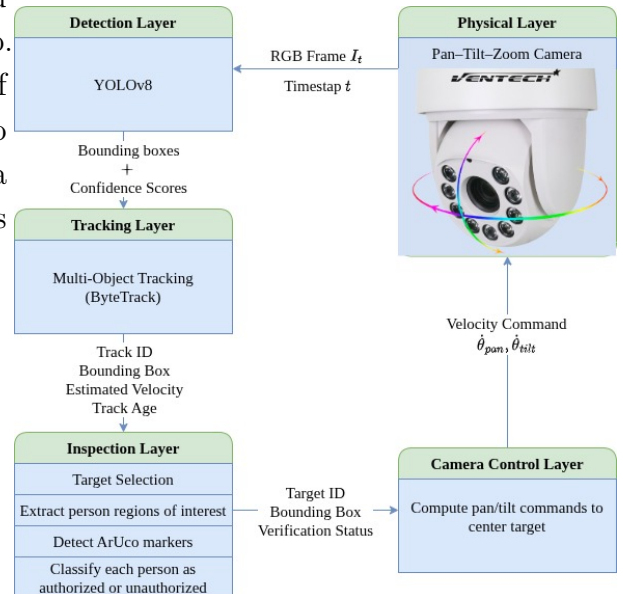 Detection Layer
YOLOv8
Bounding boxes
+
Confidence Scores
Tracking Layer
Multi-Object Tracking
(ByteTrack)
Track ID
Bounding Box
Estimated Velocity
Track Age
Inspection Layer
Target Selection
Extract person regions of interest
Detect ArUco markers
Classify each person as
authorized or unauthorized
Target ID
Bounding Box
Verification Status
Camera Control Layer
Compute pan/tilt commands to
center target
Velocity Command
θ̇pan, θ̇tilt
Physical Layer
Pan–Tilt–Zoom Camera
VENTECH
RGB Frame It
Timestap t